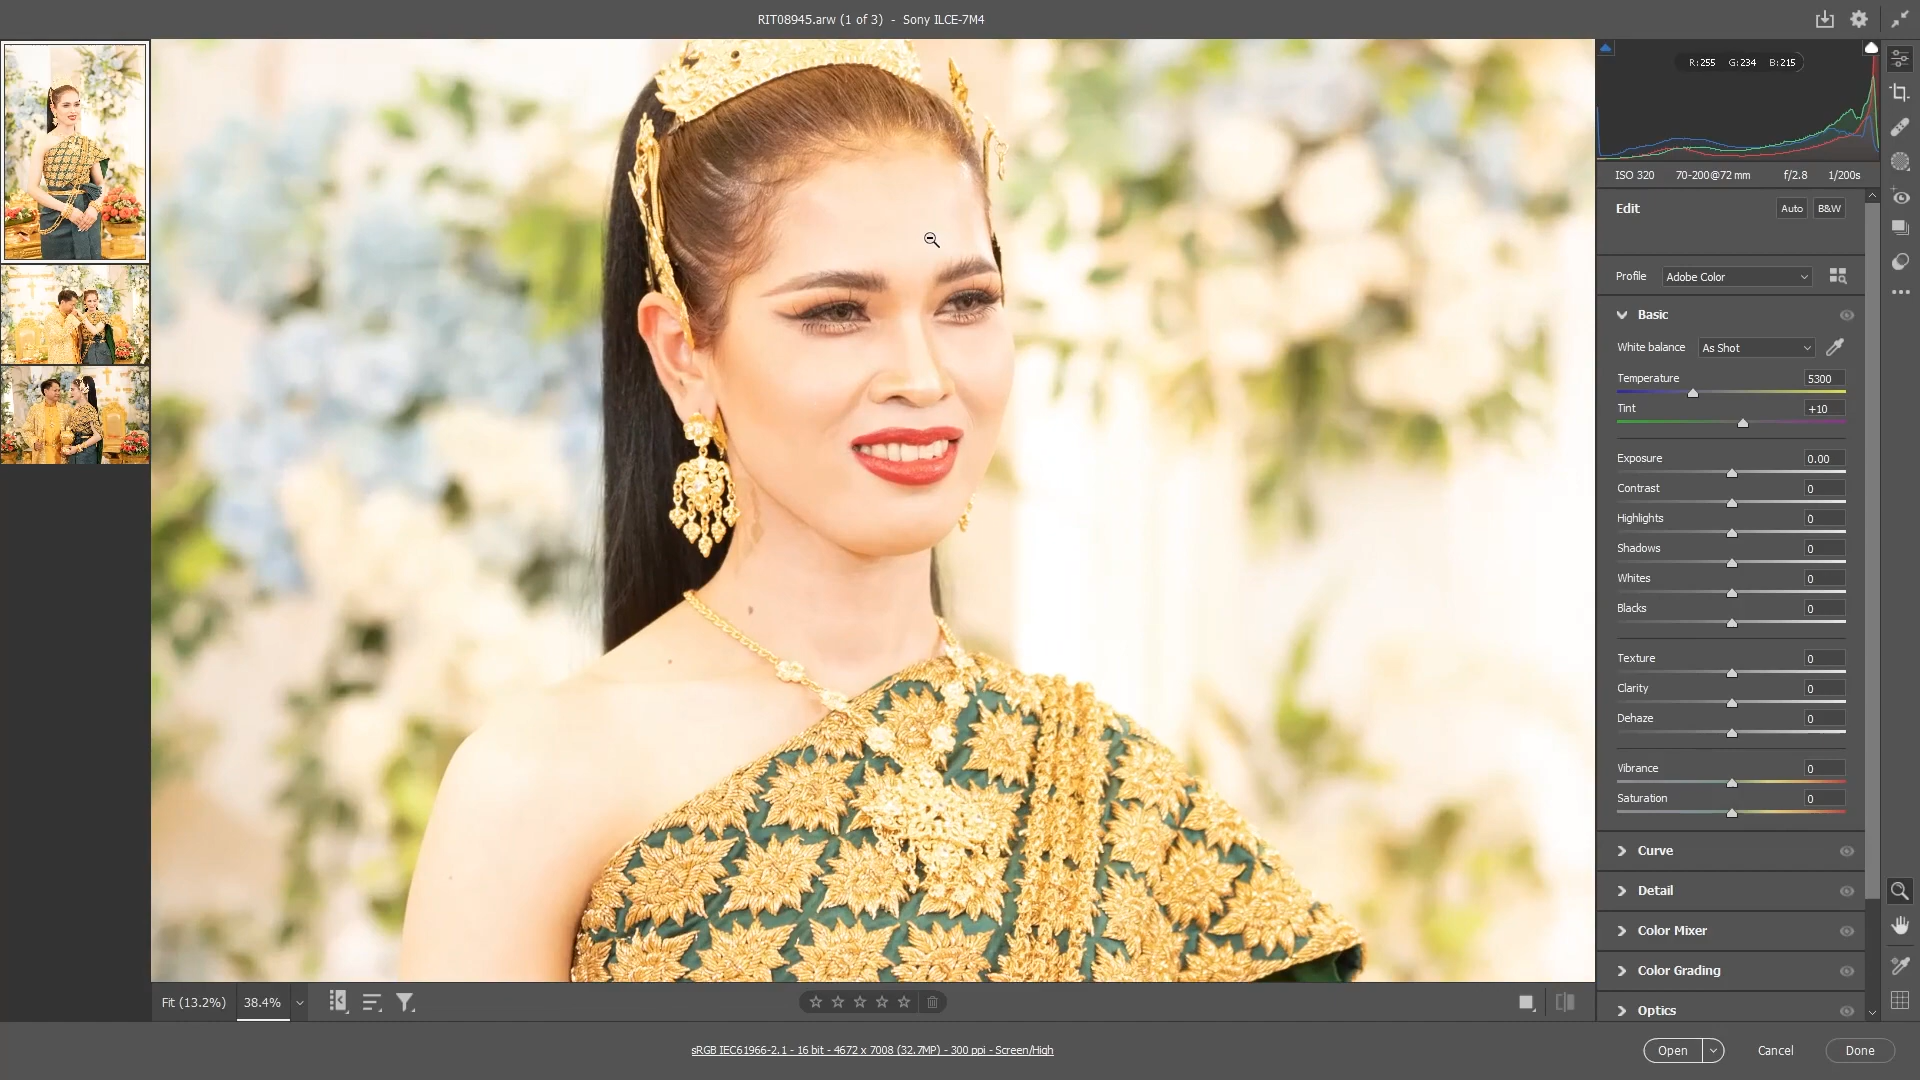 RIT08945.arw (1 of 3) - Sony ILCE-7M4
R:255 G:234 B:215
ISO 320 70-200@72 mm f/2.8 1/200s
Edit Auto B&W
Profile Adobe Color
Basic
White balance As Shot
Temperature 5300
Tint +10
Exposure 0.00
Contrast 0
Highlights 0
Shadows 0
Whites 0
Blacks 0
Texture 0
Clarity 0
Dehaze 0
Vibrance 0
Saturation 0
Curve
Detail
Color Mixer
Color Grading
Optics
Fit (13.2%) 38.4%
sRGB IEC61966-2.1 - 16 bit - 4672 x 7008 (32.7MP) - 300 ppi - Screen/High
Open Cancel Done